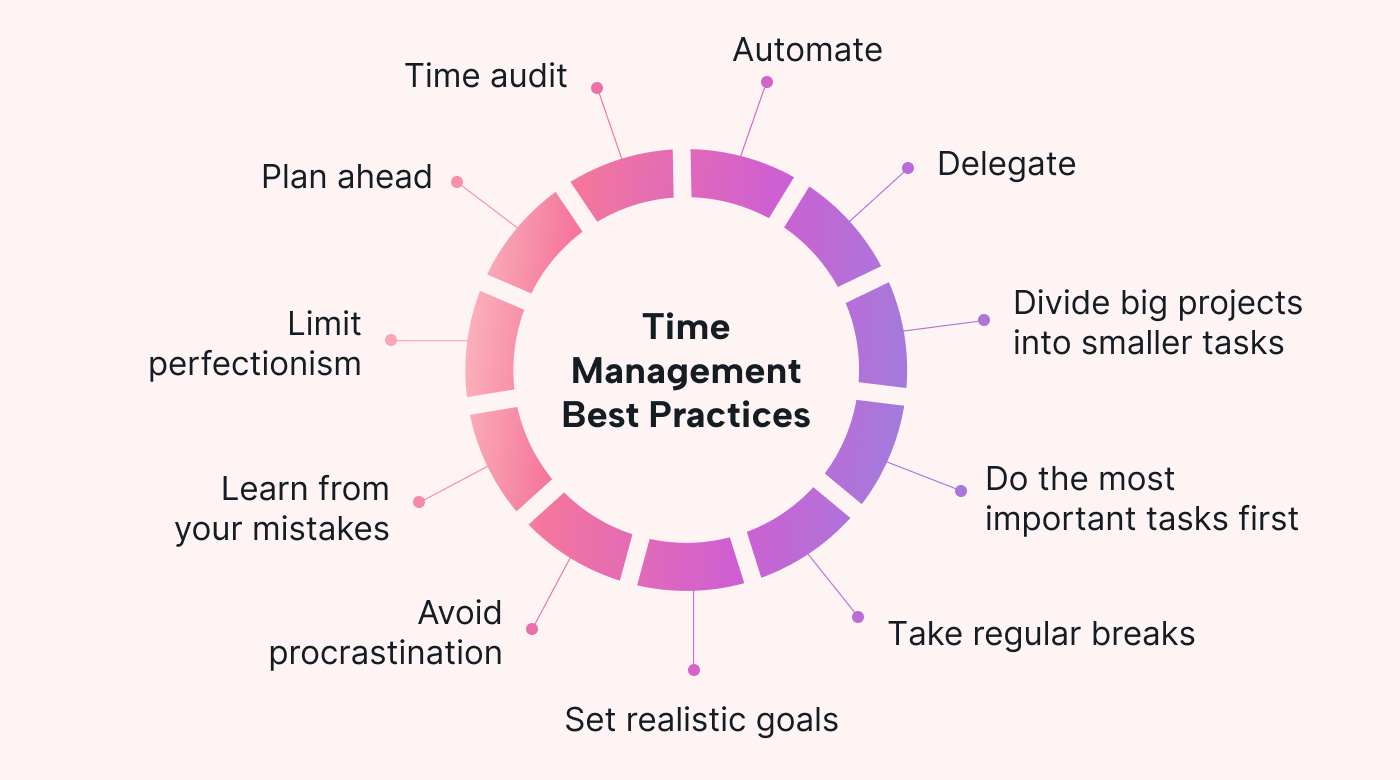 Automate
Time audit
Delegate
Plan ahead
Divide big projects
into smaller tasks
Limit
perfectionism
Time
Management
Best Practices
Do the most
important tasks first
Learn from
your mistakes
Avoid
procrastination
Take regular breaks
Set realistic goals